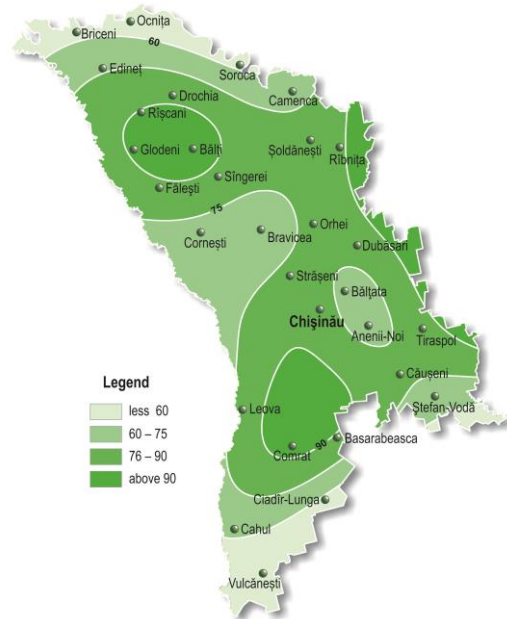 Ocnița
Briceni
60
Edineț
Soroca
Camenca
Drochia
Rîșcani
Glodeni
Bălți
Șoldănești
Rîbnița
Sîngerei
Fălești
75
Orhei
Cornești
Bravicea
Dubăsari
Strășeni
Bălțata
Chișinău
Anenii-Noi
Tiraspol
Căușeni
Ștefan-Vodă
Legend
less 60
60 – 75
76 – 90
above 90
Leova
90
Basarabeasca
Comrat
Ciadîr-Lunga
Cahul
Vulcănești